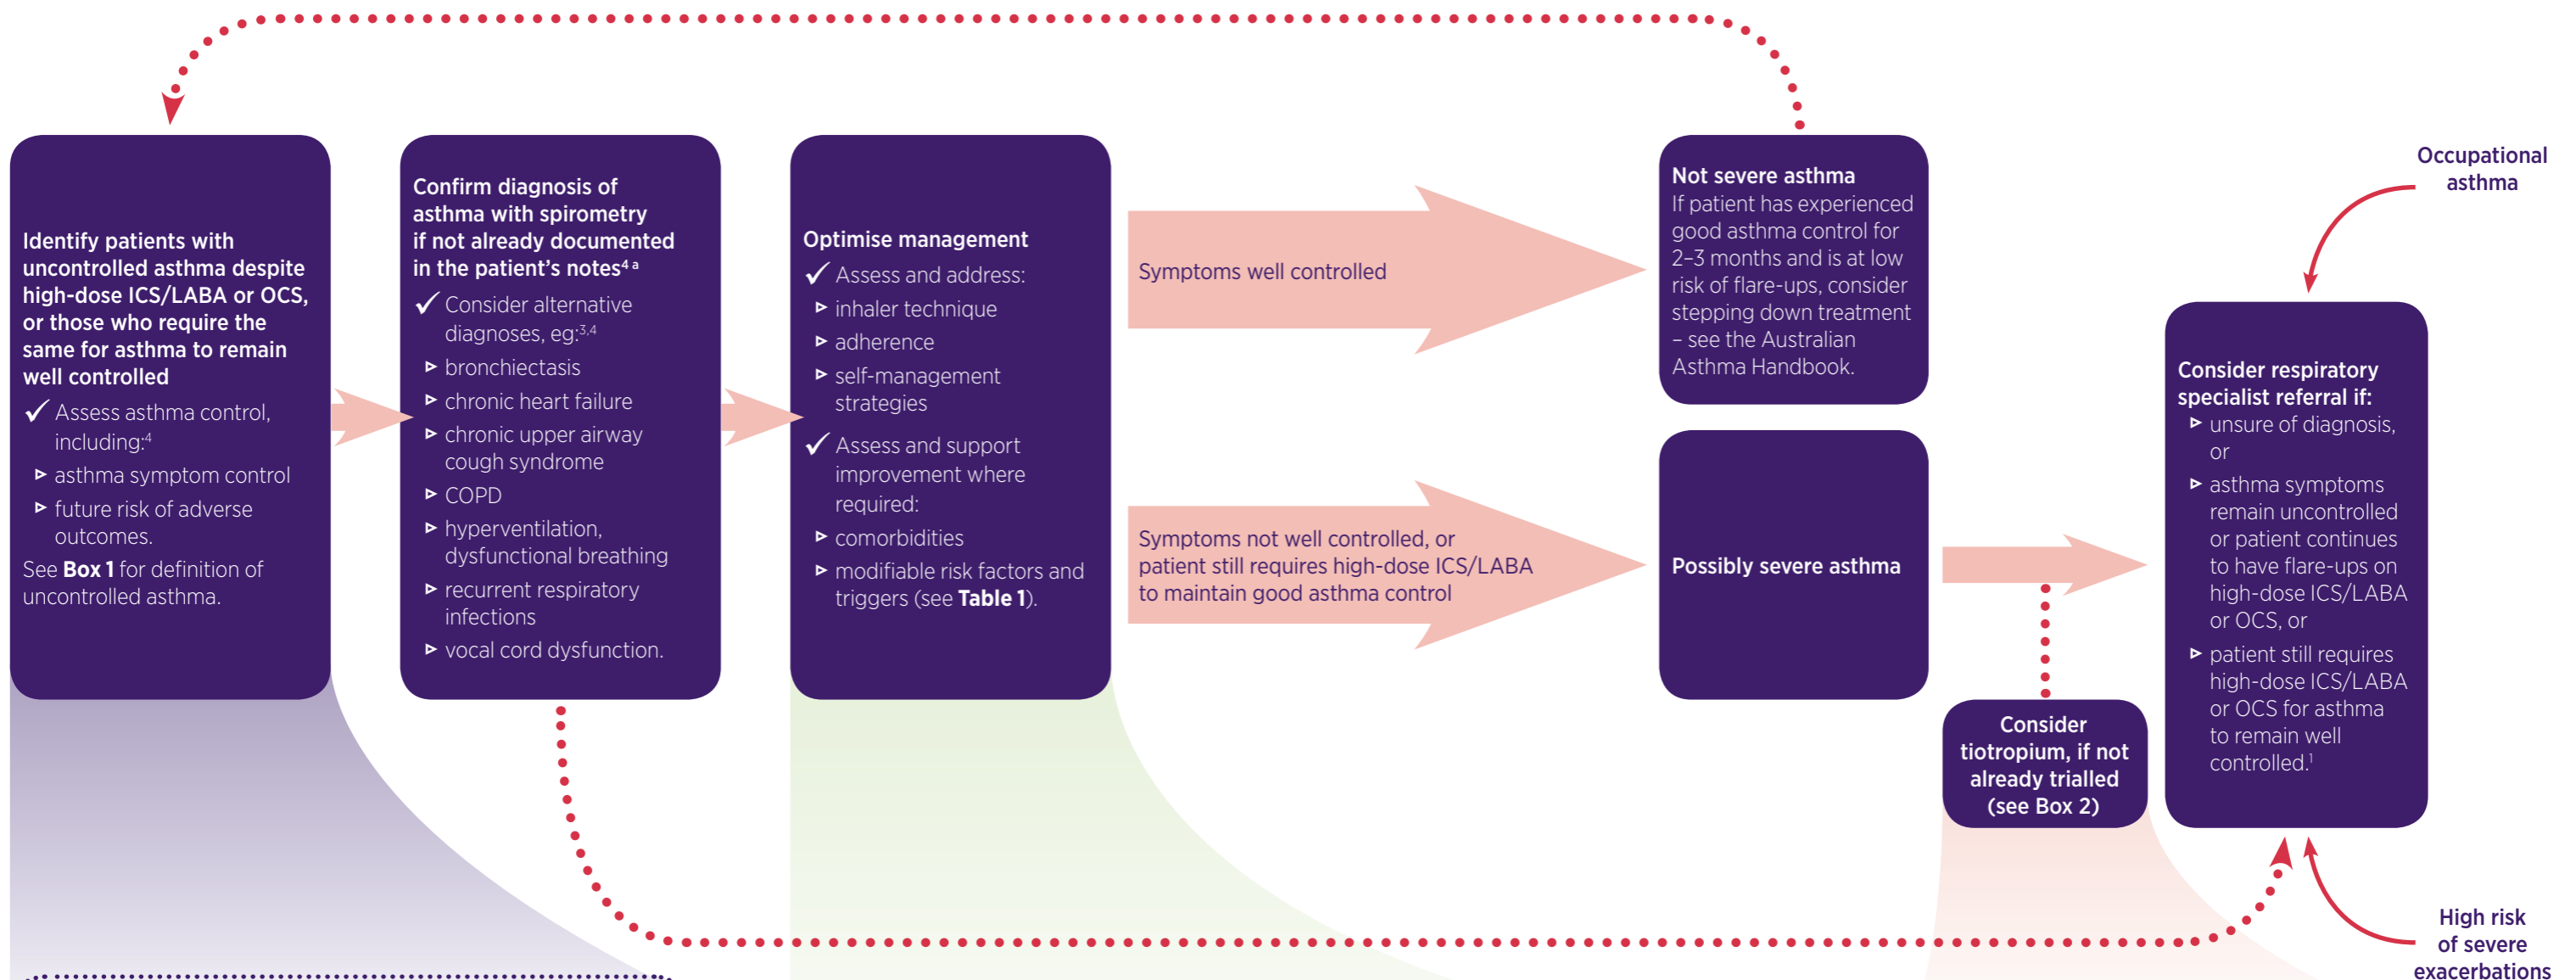 Identify patients with
uncontrolled asthma despite
high-dose ICS/LABA or OCS,
or those who require the
same for asthma to remain
well controlled
✓ Assess asthma control,
including:4
▹ asthma symptom control
▹ future risk of adverse
outcomes.
See Box 1 for definition of
uncontrolled asthma.
Confirm diagnosis of
asthma with spirometry
if not already documented
in the patient’s notes4 a
✓ Consider alternative
diagnoses, eg:3,4
▹ bronchiectasis
▹ chronic heart failure
▹ chronic upper airway
cough syndrome
▹ COPD
▹ hyperventilation,
dysfunctional breathing
▹ recurrent respiratory
infections
▹ vocal cord dysfunction.
Optimise management
✓ Assess and address:
▹ inhaler technique
▹ adherence
▹ self-management
strategies
✓ Assess and support
improvement where
required:
▹ comorbidities
▹ modifiable risk factors and
triggers (see Table 1).
Symptoms well controlled
Symptoms not well controlled, or
patient still requires high-dose ICS/LABA
to maintain good asthma control
Not severe asthma
If patient has experienced
good asthma control for
2–3 months and is at low
risk of flare-ups, consider
stepping down treatment
– see the Australian
Asthma Handbook.
Possibly severe asthma
Consider
tiotropium, if not
already trialled
(see Box 2)
Occupational
asthma
Consider respiratory
specialist referral if:
▹ unsure of diagnosis,
or
▹ asthma symptoms
remain uncontrolled
or patient continues
to have flare-ups on
high-dose ICS/LABA
or OCS, or
▹ patient still requires
high-dose ICS/LABA
or OCS for asthma
to remain well
controlled.1
High risk
of severe
exacerbations